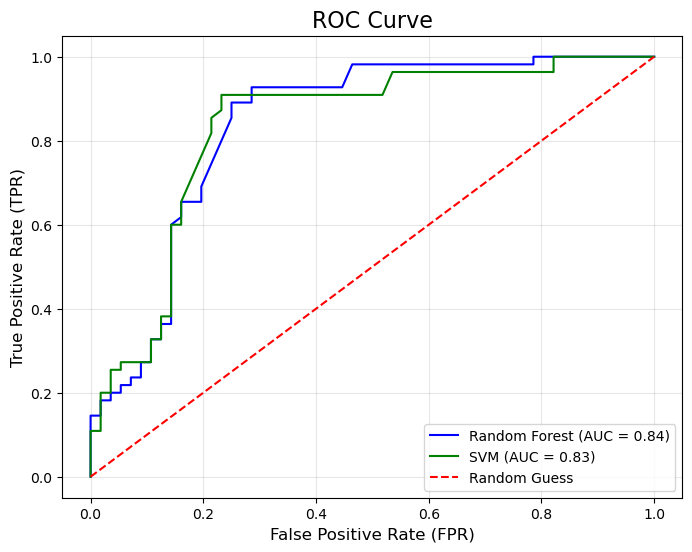 ROC Curve
True Positive Rate (TPR)
1.0
0.8
0.6
0.4
0.2
0.0
Random Forest (AUC = 0.84)
SVM (AUC = 0.83)
Random Guess
0.0 0.2 0.4 0.6 0.8 1.0
False Positive Rate (FPR)